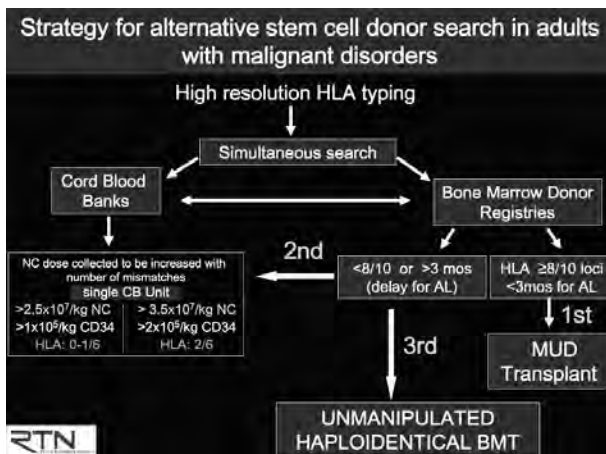 Strategy for alternative stem cell donor search in adults
with malignant disorders
High resolution HLA typing
Simultaneous search
Cord Blood
Banks
Bone Marrow Donor
Registries
NC dose collected to be increased with
number of mismatches
single CB Unit
>2,5x10⁷/kg NC
>1x10⁵/kg CD34
HLA: 0-1/6
> 3.5x10⁷/kg NC
>2x10⁵/kg CD34
HLA: 2/6
2nd
<8/10 or >3 mos
(delay for AL)
HLA ≥8/10 loci
<3mos for AL
1st
MUD
Transplant
3rd
UNMANIPULATED
HAPLOIDENTICAL BMT
RTN